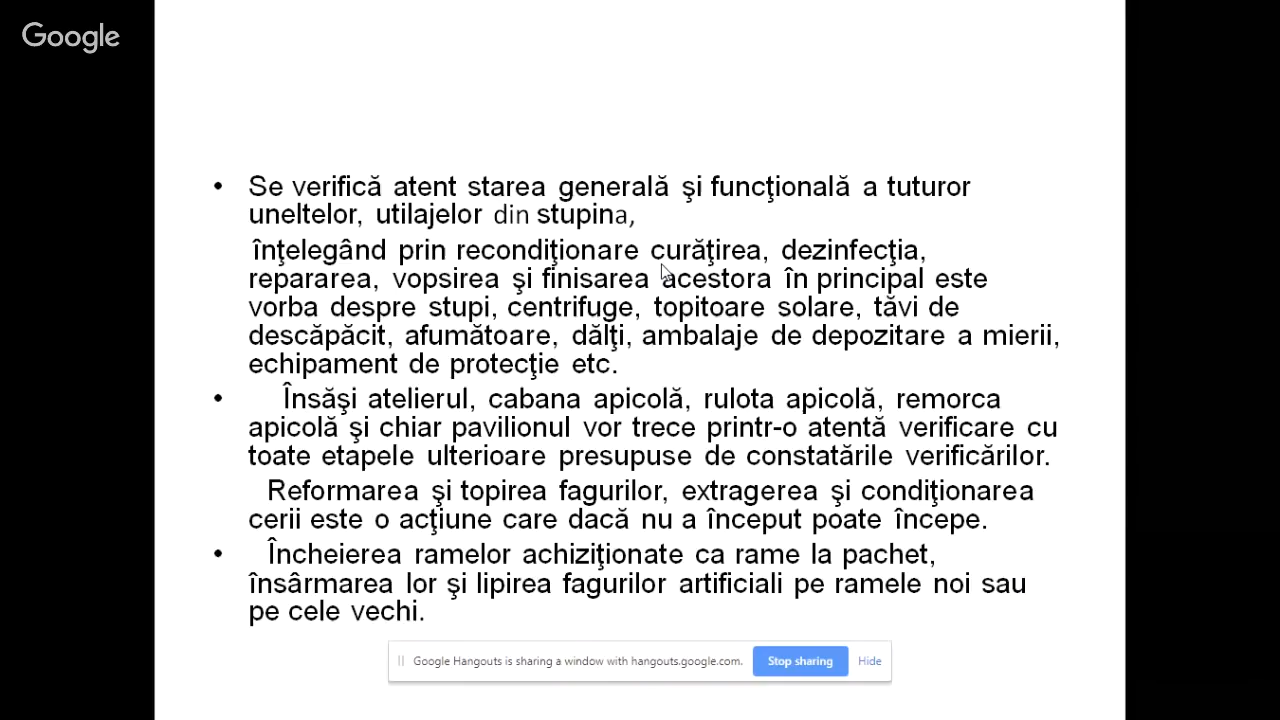 Google
• Se verifică atent starea generală şi funcţională a tuturor
uneltelor, utilajelor din stupina,
înţelegând prin recondiţionare curăţirea, dezinfecţia,
repararea, vopsirea şi finisarea acestora în principal este
vorba despre stupi, centrifuge, topitoare solare, tăvi de
descăpăcit, afumătoare, dălţi, ambalaje de depozitare a mierii,
echipament de protecţie etc.
• Însăşi atelierul, cabana apicolă, rulota apicolă, remorca
apicolă şi chiar pavilionul vor trece printr-o atentă verificare cu
toate etapele ulterioare presupuse de constatările verificărilor.
Reformarea şi topirea fagurilor, extragerea şi condiţionarea
cerii este o acţiune care dacă nu a început poate începe.
• Încheierea ramelor achiziţionate ca rame la pachet,
însârmarea lor şi lipirea fagurilor artificiali pe ramele noi sau
pe cele vechi.
Google Hangouts is sharing a window with hangouts.google.com. Stop sharing Hide